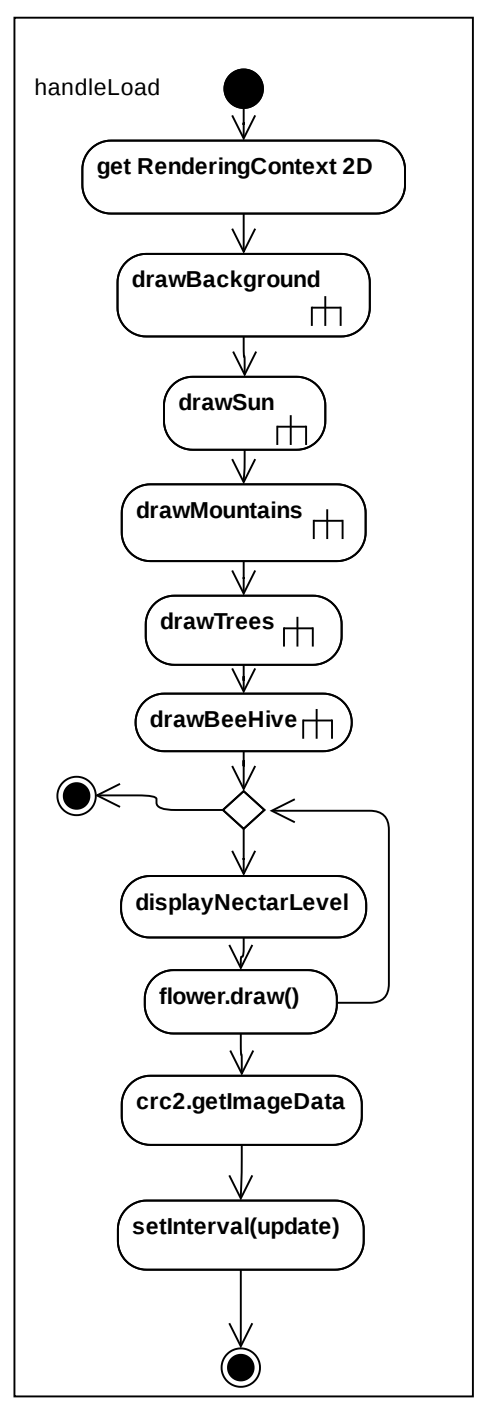 handleLoad
get RenderingContext 2D
drawBackground
drawSun
drawMountains
drawTrees
drawBeeHive
displayNectarLevel
flower.draw()
crc2.getImageData
setInterval(update)